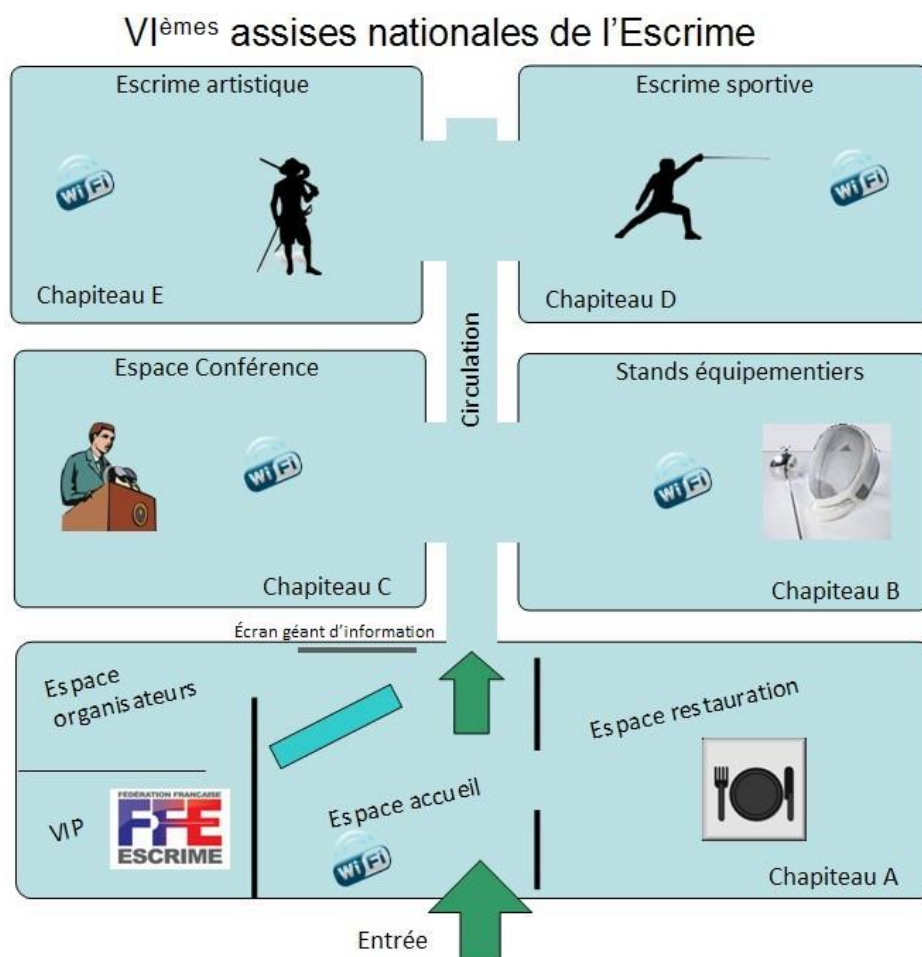 VIèmes assises nationales de l'Escrime
Escrime artistique
Escrime sportive
WiFi
WiFi
Chapiteau E
Chapiteau D
Circulation
Espace Conférence
Stands équipementiers
WiFi
WiFi
Chapiteau C
Chapiteau B
Écran géant d'information
Espace
organisateurs
Espace restauration
VIP
FÉDÉRATION FRANÇAISE
FFE
ESCRIME
Espace accueil
WiFi
Chapiteau A
Entrée